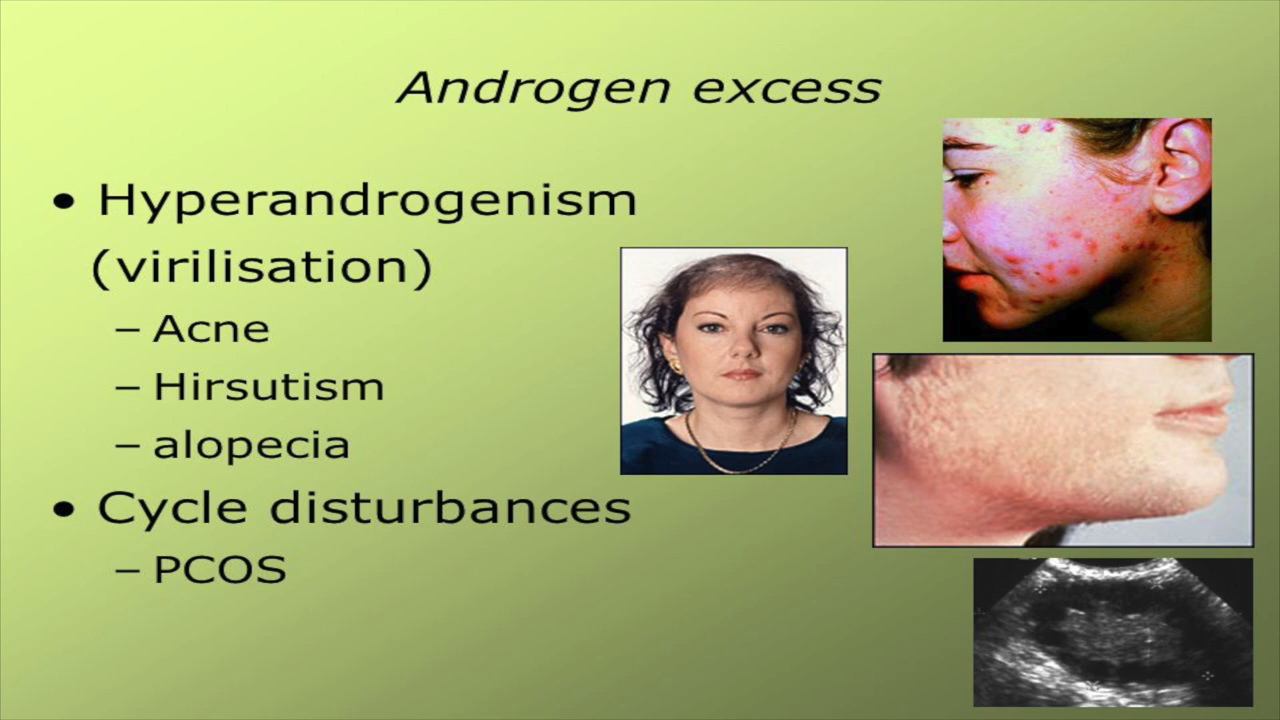 Androgen excess
• Hyperandrogenism
(virilisation)
– Acne
– Hirsutism
– alopecia
• Cycle disturbances
– PCOS